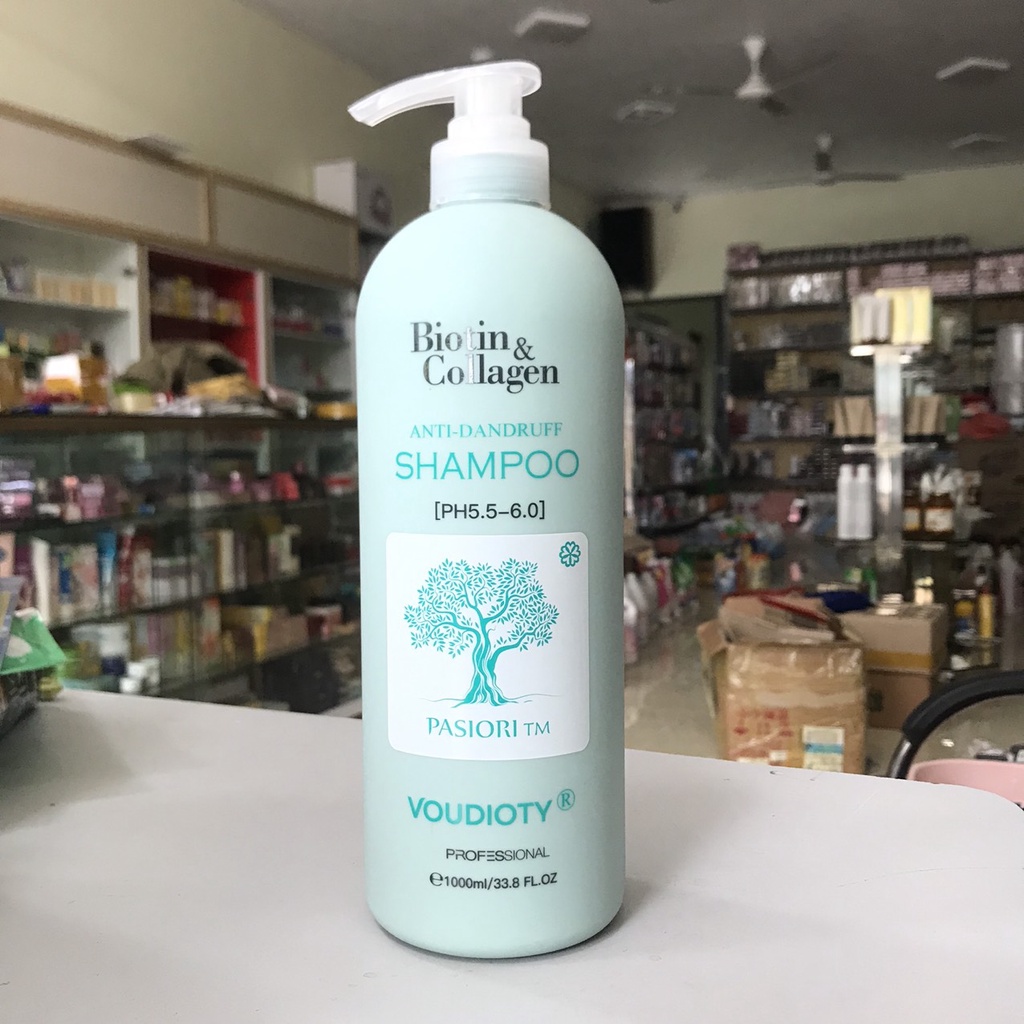 Biotin &
Collagen
ANTI-DANDRUFF
SHAMPOO
[PH5.5–6.0]
PASIORI TM
VOUDIOTY®
PROFESSIONAL
℮1000ml/33.8 FL.OZ